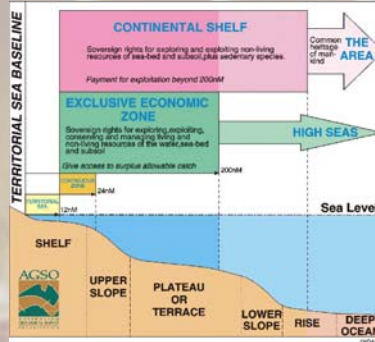 TERRITORIAL SEA BASELINE
CONTINENTAL SHELF
Sovereign rights for exploring and exploiting non-living
resources of sea-bed and subsoil,plus sedentary species.
Payment for exploitation beyond 200nM
Common
heritage
of man-
kind
THE
AREA
EXCLUSIVE ECONOMIC
ZONE
Sovereign rights for exploring,exploiting,
conserving and managing living and
non-living resources of the water,sea-bed
and subsoil
Give access to surplus allowable catch
HIGH SEAS
200nM
CONTIGUOUS
ZONE
24nM
TERRITORIAL
SEA
12nM
Sea Level
SHELF
UPPER
SLOPE
PLATEAU
OR
TERRACE
LOWER
SLOPE
RISE
DEEP
OCEAN
AGSO